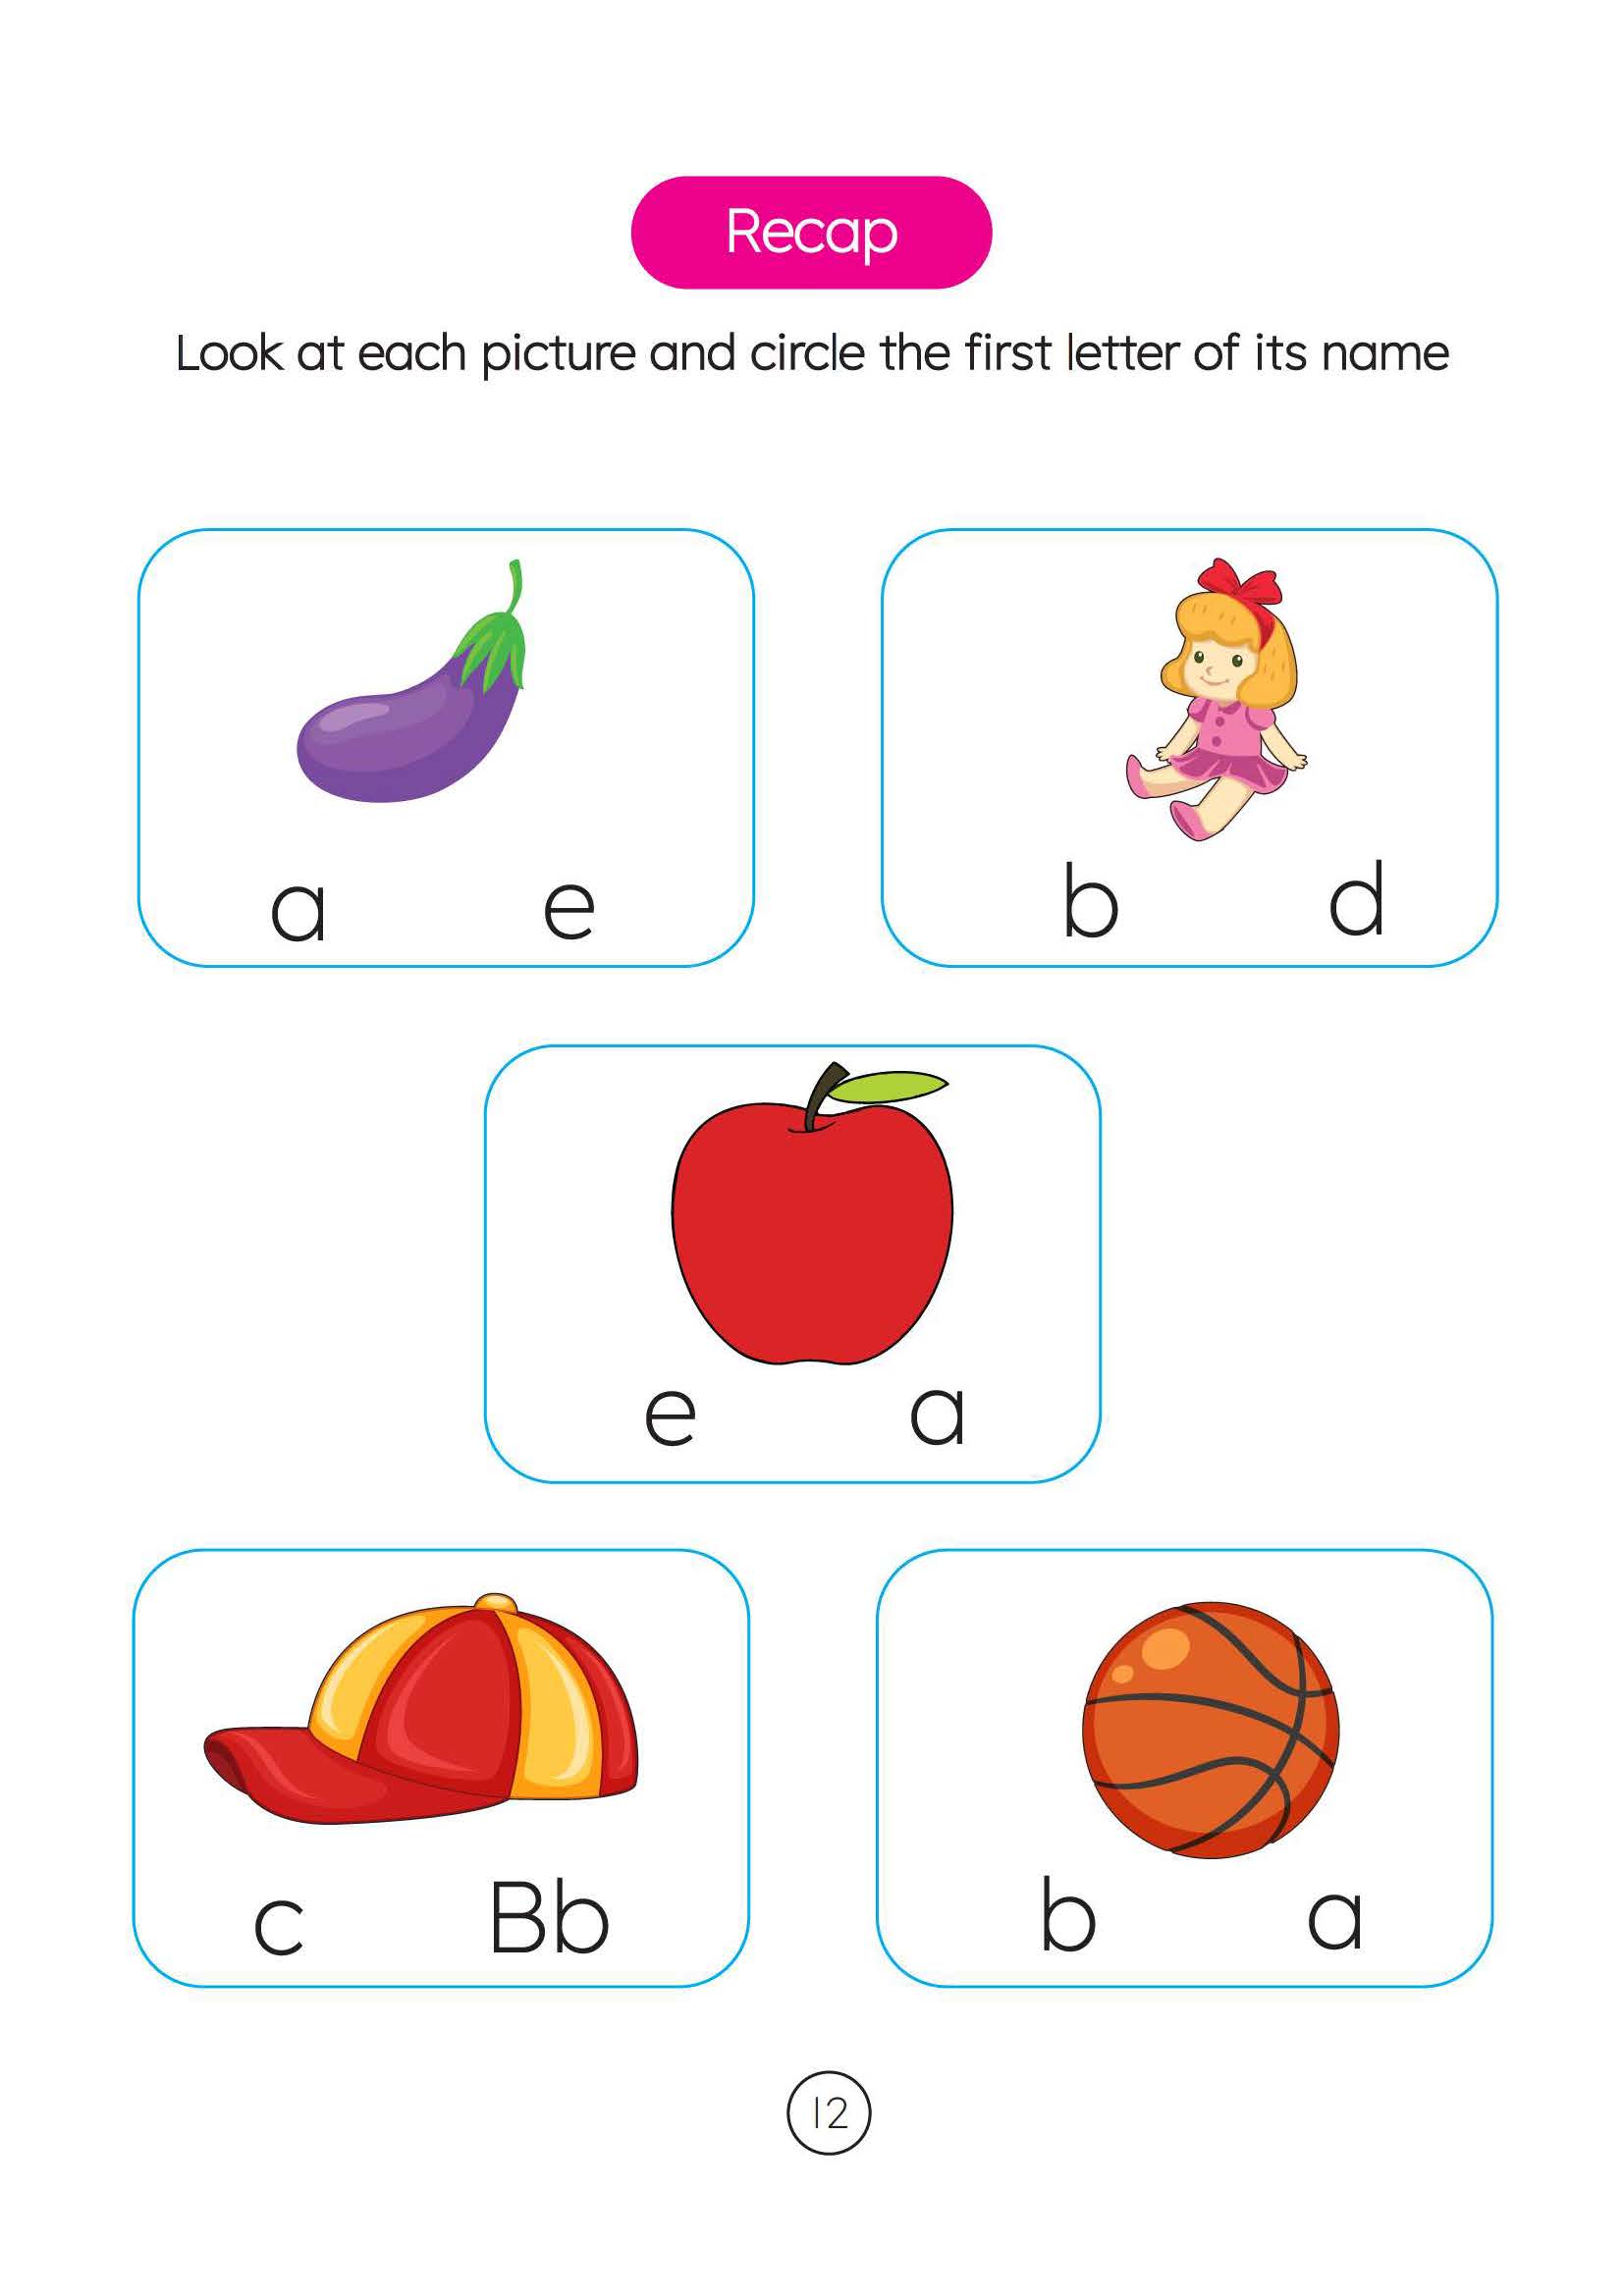 Recap
Look at each picture and circle the first letter of its name
a e
b d
e a
c Bb
b a
12